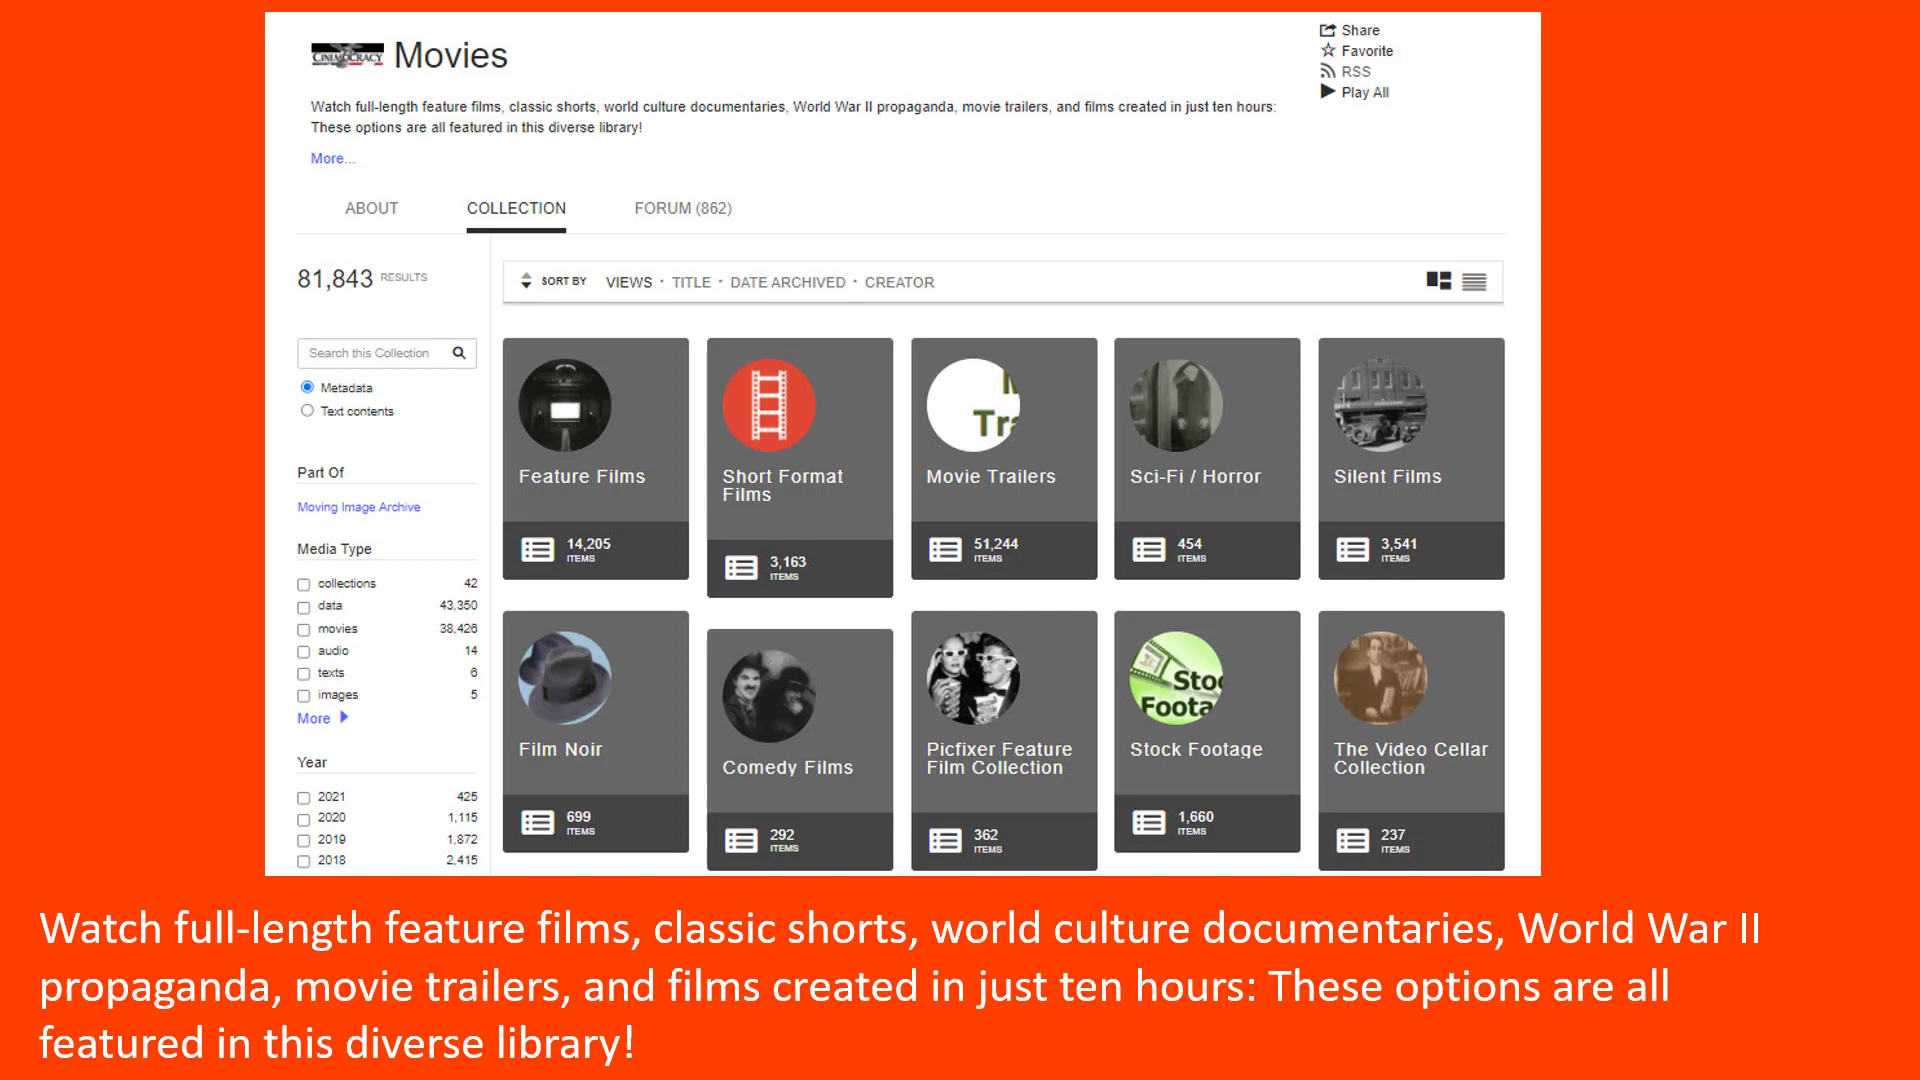 CINEMOCRACY
Movies
Share
Favorite
RSS
Play All
Watch full-length feature films, classic shorts, world culture documentaries, World War II propaganda, movie trailers, and films created in just ten hours:
These options are all featured in this diverse library!
More...
ABOUT
COLLECTION
FORUM (862)
81,843 RESULTS
SORT BY VIEWS · TITLE · DATE ARCHIVED · CREATOR
Search this Collection
Metadata
Text contents
Part Of
Moving Image Archive
Media Type
collections 42
data 43,350
movies 38,426
audio 14
texts 6
images 5
More
Year
2021 425
2020 1,115
2019 1,872
2018 2,415
Feature Films
14,205
ITEMS
Short Format
Films
3,163
ITEMS
Tra
Movie Trailers
51,244
ITEMS
Sci-Fi / Horror
454
ITEMS
Silent Films
3,541
ITEMS
Film Noir
699
ITEMS
Comedy Films
292
ITEMS
Picfixer Feature
Film Collection
362
ITEMS
Stoc
Foota
Stock Footage
1,660
ITEMS
The Video Cellar
Collection
237
ITEMS
Watch full-length feature films, classic shorts, world culture documentaries, World War II
propaganda, movie trailers, and films created in just ten hours: These options are all
featured in this diverse library!